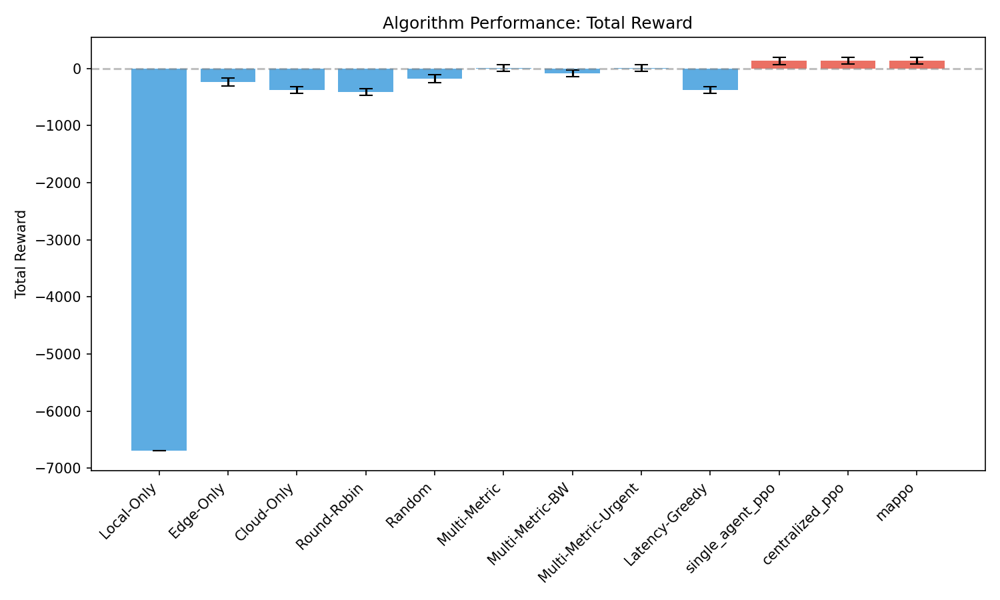 Algorithm Performance: Total Reward
Total Reward
0
−1000
−2000
−3000
−4000
−5000
−6000
−7000
Local-Only
Edge-Only
Cloud-Only
Round-Robin
Random
Multi-Metric
Multi-Metric-BW
Multi-Metric-Urgent
Latency-Greedy
single_agent_ppo
centralized_ppo
mappo